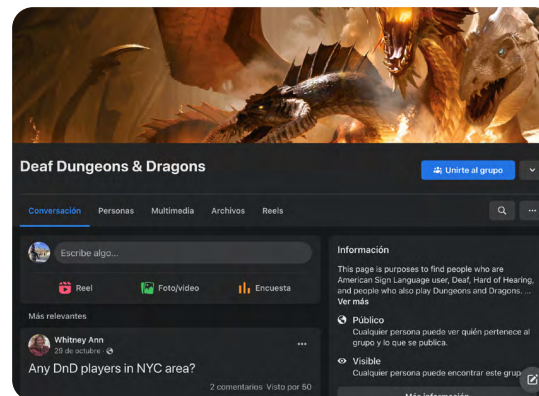 Deaf Dungeons & Dragons
Unirte al grupo
Conversación Personas Multimedia Archivos Reels
Escribe algo...
Reel Foto/video Encuesta
Más relevantes
Whitney Ann
29 de octubre
Any DnD players in NYC area?
2 comentarios Visto por 50
Información
This page is purposes to find people who are
American Sign Language user, Deaf, Hard of Hearing,
and people who also play Dungeons and Dragons. ...
Ver más
Público
Cualquier persona puede ver quién pertenece al
grupo y lo que se publica.
Visible
Cualquier persona puede encontrar este grup
Más información